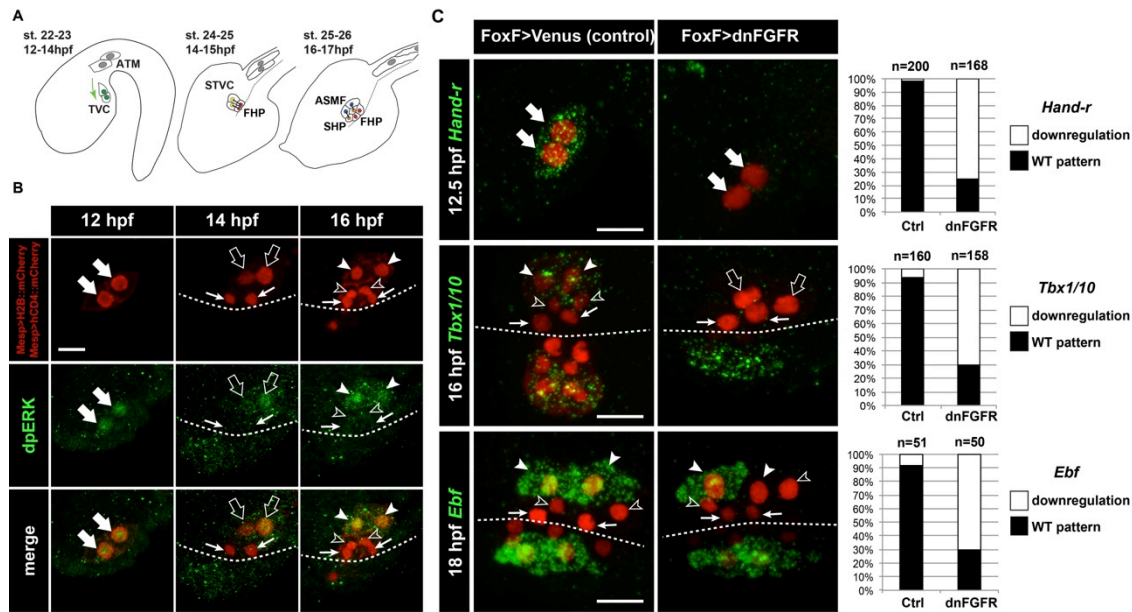 A
st. 22-23
12-14hpf
st. 24-25
14-15hpf
st. 25-26
16-17hpf
ATM
TVC
STVC
FHP
ASMF
SHP
FHP
B
12 hpf
14 hpf
16 hpf
Mesp>H2B::mCherry
Mesp>hCD4::mCherry
dpERK
merge
C
FoxF>Venus (control)
FoxF>dnFGFR
12.5 hpf Hand-r
16 hpf Tbx1/10
18 hpf Ebf
n=200
n=168
100%
90%
80%
70%
60%
50%
40%
30%
20%
10%
0%
Ctrl
dnFGFR
Hand-r
downregulation
WT pattern
n=160
n=158
100%
90%
80%
70%
60%
50%
40%
30%
20%
10%
0%
Ctrl
dnFGFR
Tbx1/10
downregulation
WT pattern
n=51
n=50
100%
90%
80%
70%
60%
50%
40%
30%
20%
10%
0%
Ctrl
dnFGFR
Ebf
downregulation
WT pattern